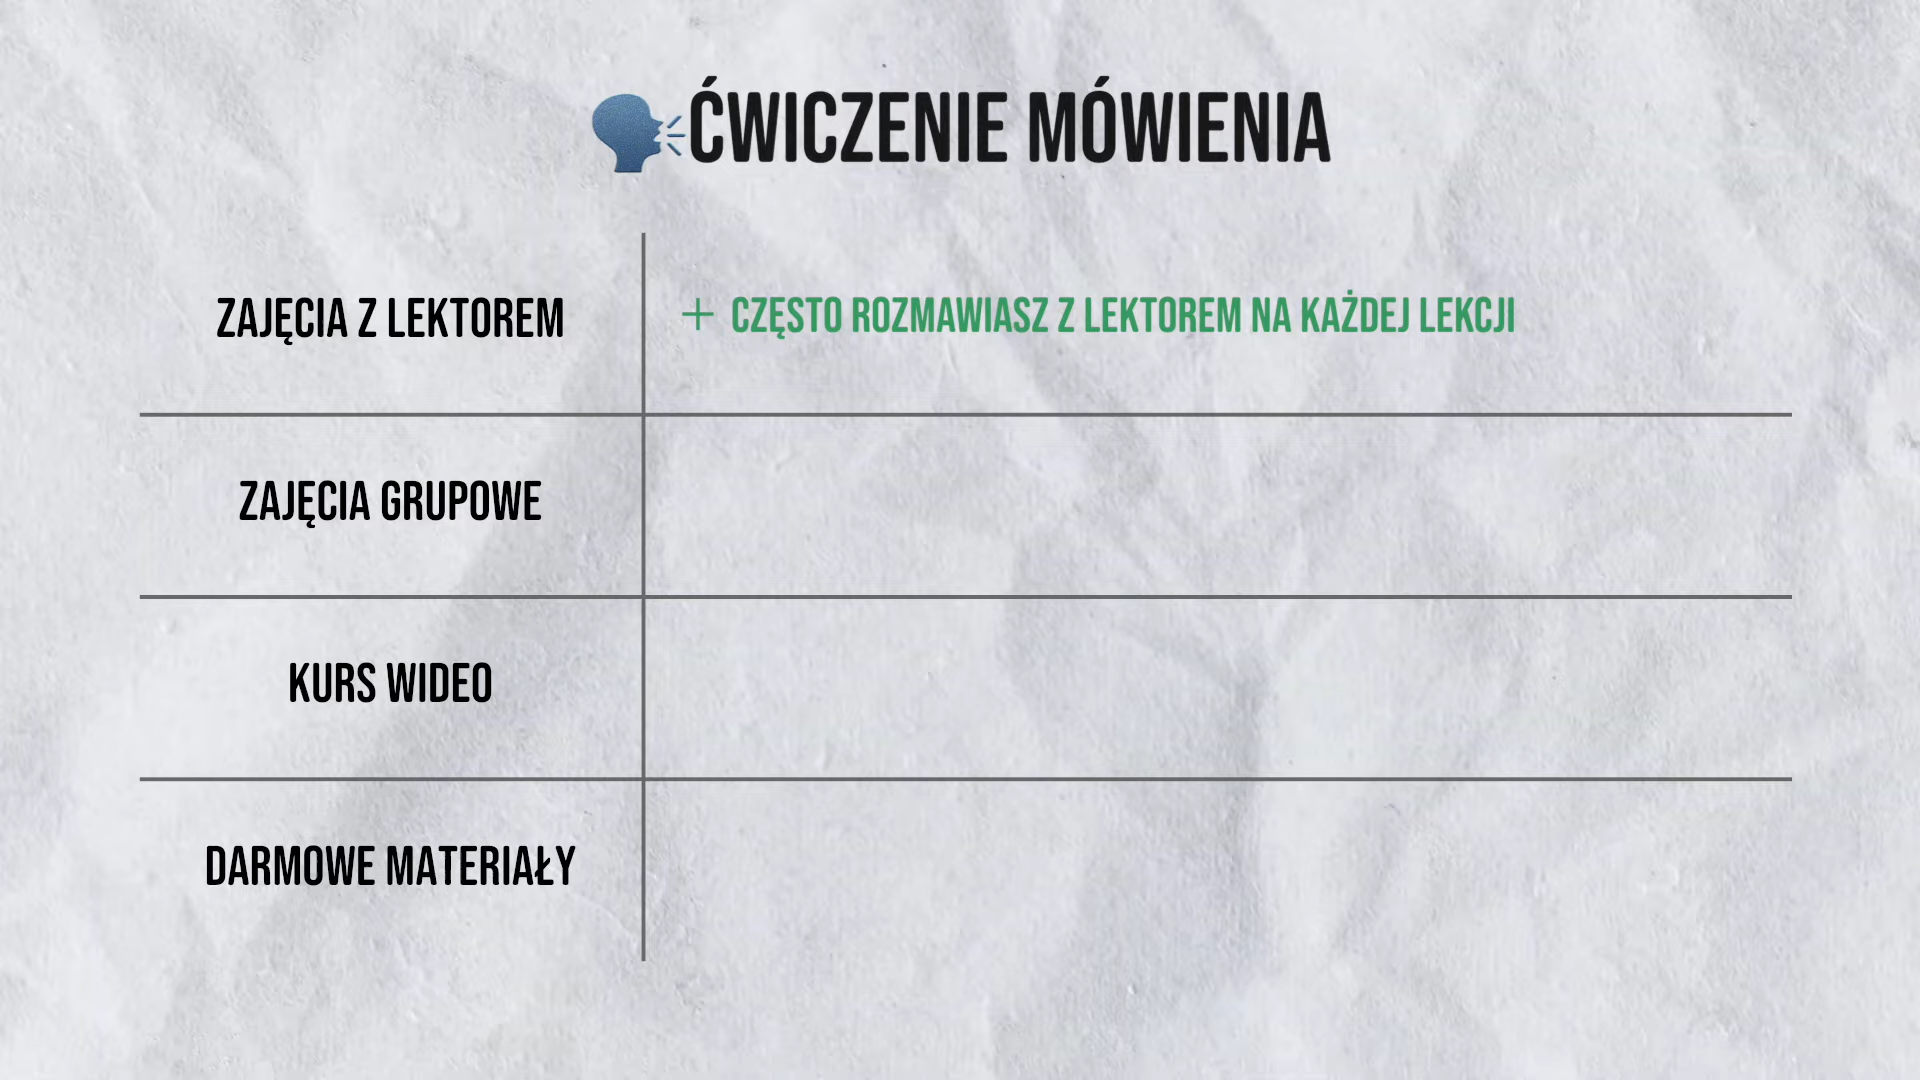 ĆWICZENIE MÓWIENIA
ZAJĘCIA Z LEKTOREM
+ CZĘSTO ROZMAWIASZ Z LEKTOREM NA KAŻDEJ LEKCJI
ZAJĘCIA GRUPOWE
KURS WIDEO
DARMOWE MATERIAŁY